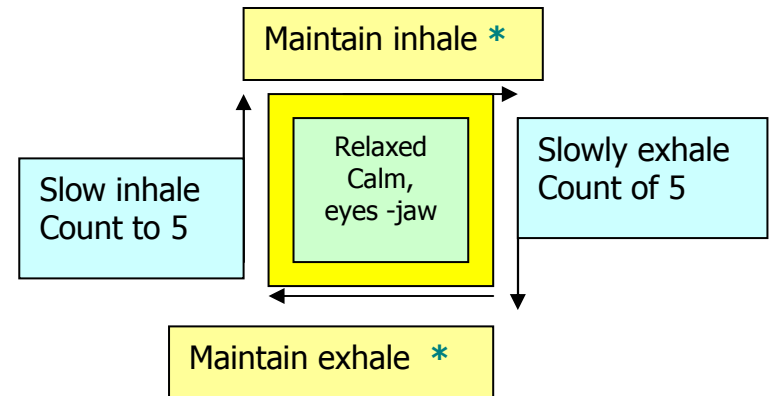 Maintain inhale *
Relaxed
Calm,
eyes -jaw
Slow inhale
Count to 5
Slowly exhale
Count of 5
Maintain exhale *